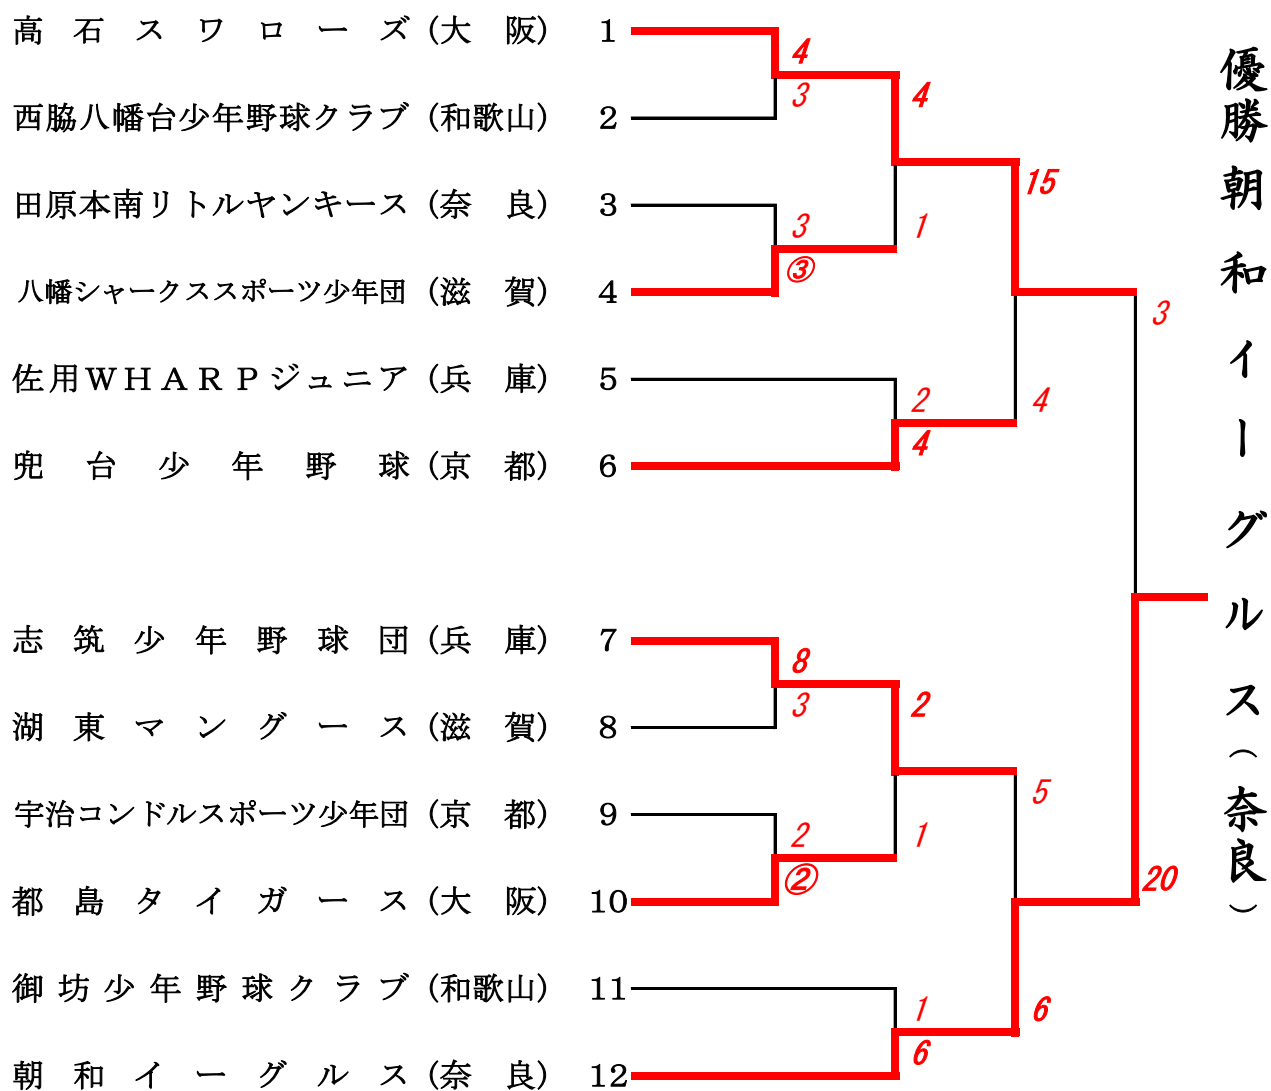 高石スワローズ(大 阪) 1
西脇八幡台少年野球クラブ(和歌山) 2
田原本南リトルヤンキース(奈 良) 3
八幡シャークススポーツ少年団(滋 賀) 4
佐用WHARPジュニア(兵 庫) 5
兜台少年野球(京 都) 6
志筑少年野球団(兵 庫) 7
湖東マングース(滋 賀) 8
宇治コンドルスポーツ少年団(京 都) 9
都島タイガース(大 阪) 10
御坊少年野球クラブ(和歌山) 11
朝和イーグルス(奈 良) 12
4
3
3
③
8
3
2
②
4
1
2
4
2
1
1
6
15
4
5
6
3
20
優勝朝和イーグルス(奈良)